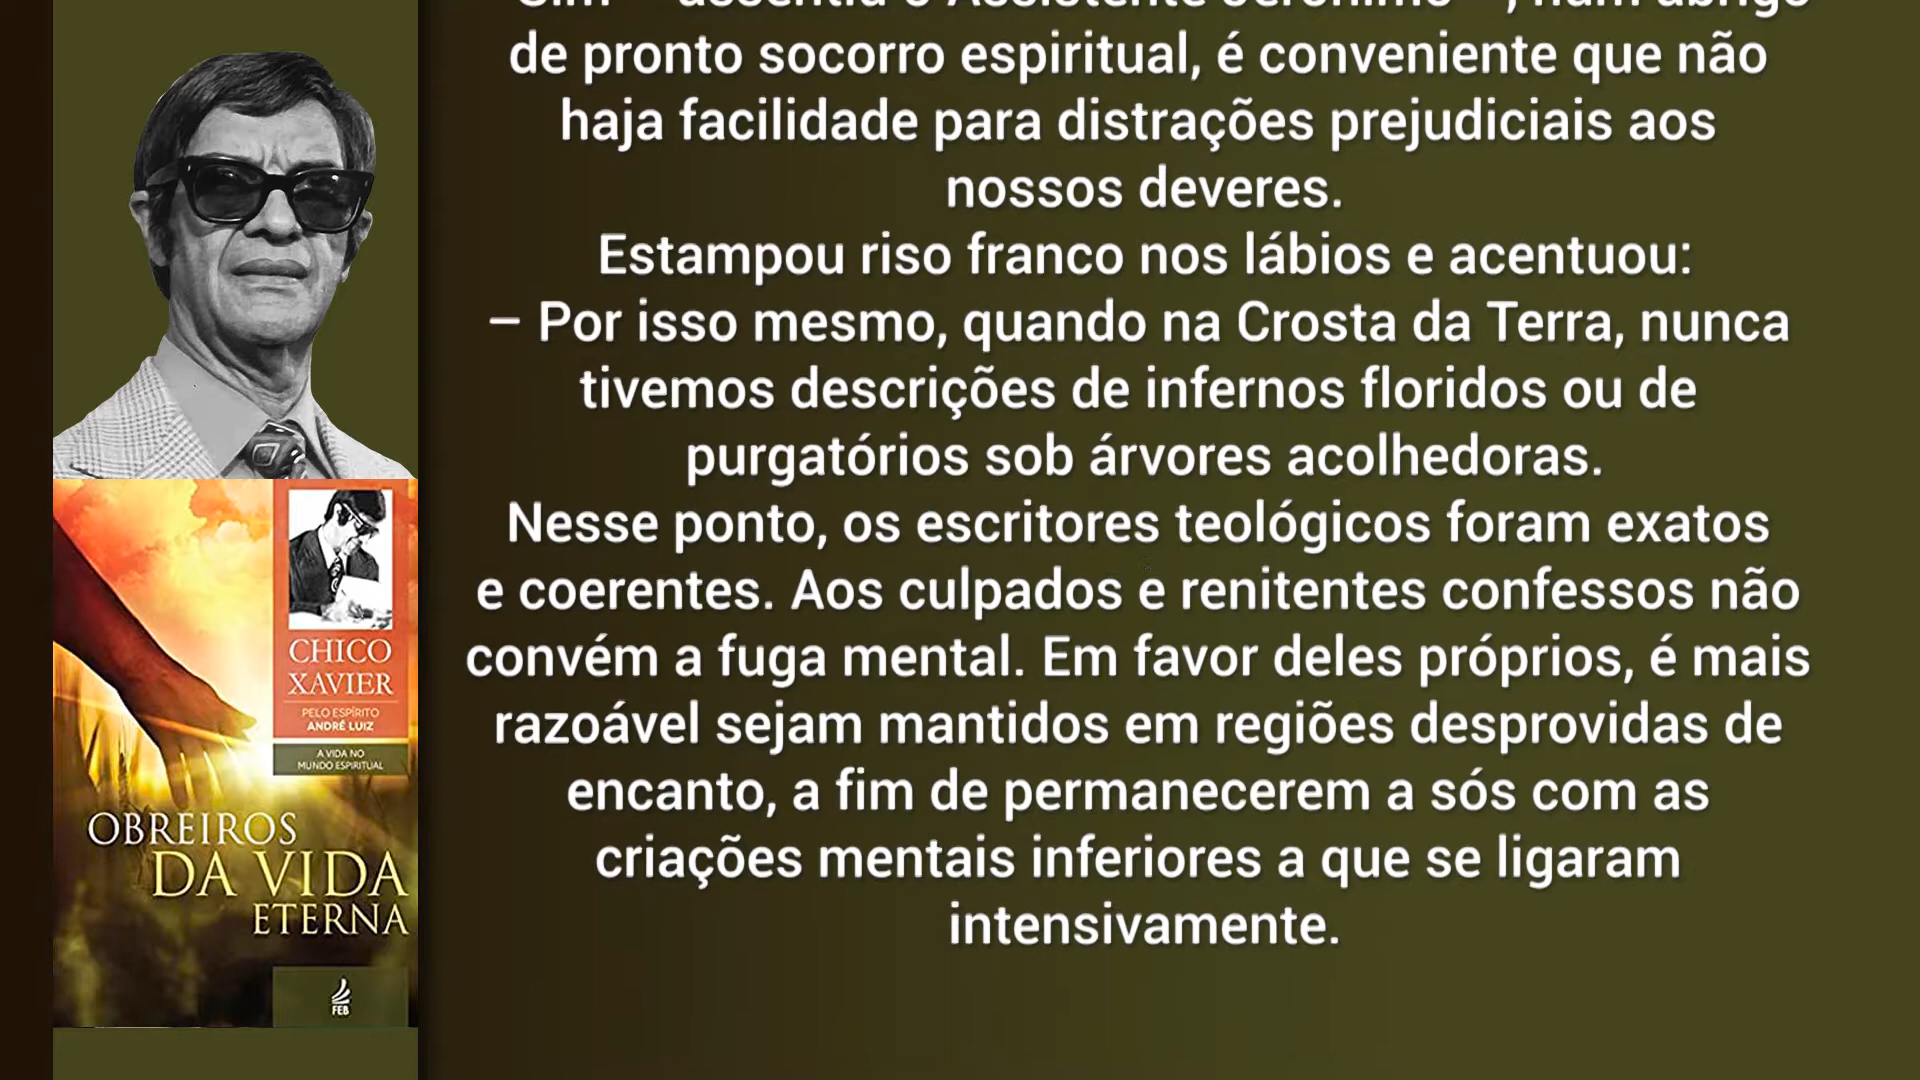 de pronto socorro espiritual, é conveniente que não
haja facilidade para distrações prejudiciais aos
nossos deveres.
Estampou riso franco nos lábios e acentuou:
– Por isso mesmo, quando na Crosta da Terra, nunca
tivemos descrições de infernos floridos ou de
purgatórios sob árvores acolhedoras.
Nesse ponto, os escritores teológicos foram exatos
e coerentes. Aos culpados e renitentes confessos não
convém a fuga mental. Em favor deles próprios, é mais
razoável sejam mantidos em regiões desprovidas de
encanto, a fim de permanecerem a sós com as
criações mentais inferiores a que se ligaram
intensivamente.
CHICO
XAVIER
PELO ESPÍRITO
ANDRÉ LUIZ
A VIDA NO
MUNDO ESPIRITUAL
OBREIROS
DA VIDA
ETERNA
FEB